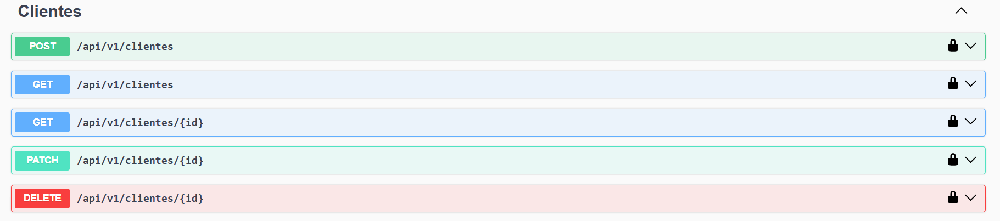 Clientes
POST /api/v1/clientes
GET /api/v1/clientes
GET /api/v1/clientes/{id}
PATCH /api/v1/clientes/{id}
DELETE /api/v1/clientes/{id}